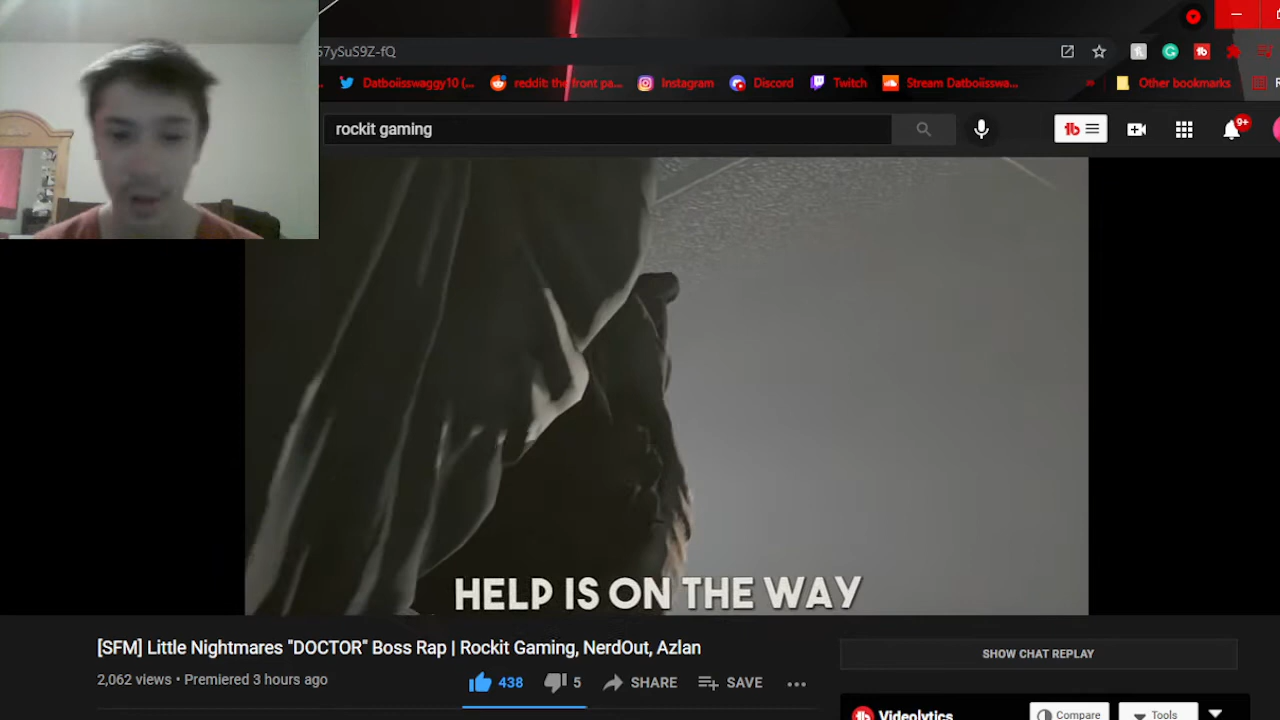 57ySuS9Z-fQ
Datboiisswaggy10 (... reddit: the front pa... Instagram Discord Twitch Stream Datboiisswa... » Other bookmarks
rockit gaming
9+
HELP IS ON THE WAY
[SFM] Little Nightmares "DOCTOR" Boss Rap | Rockit Gaming, NerdOut, Azlan
2,062 views • Premiered 3 hours ago
438 5 SHARE SAVE
SHOW CHAT REPLAY
Videolytics Compare Tools